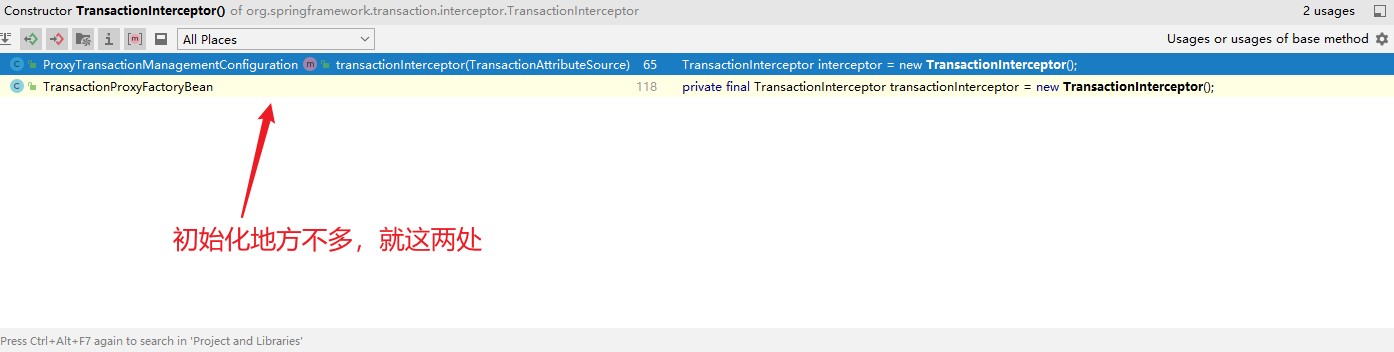 Constructor TransactionInterceptor() of org.springframework.transaction.interceptor.TransactionInterceptor 2 usages
All Places Usages or usages of base method
ProxyTransactionManagementConfiguration transactionInterceptor(TransactionAttributeSource) 65 TransactionInterceptor interceptor = new TransactionInterceptor();
TransactionProxyFactoryBean 118 private final TransactionInterceptor transactionInterceptor = new TransactionInterceptor();
初始化地方不多，就这两处
Press Ctrl+Alt+F7 again to search in 'Project and Libraries'